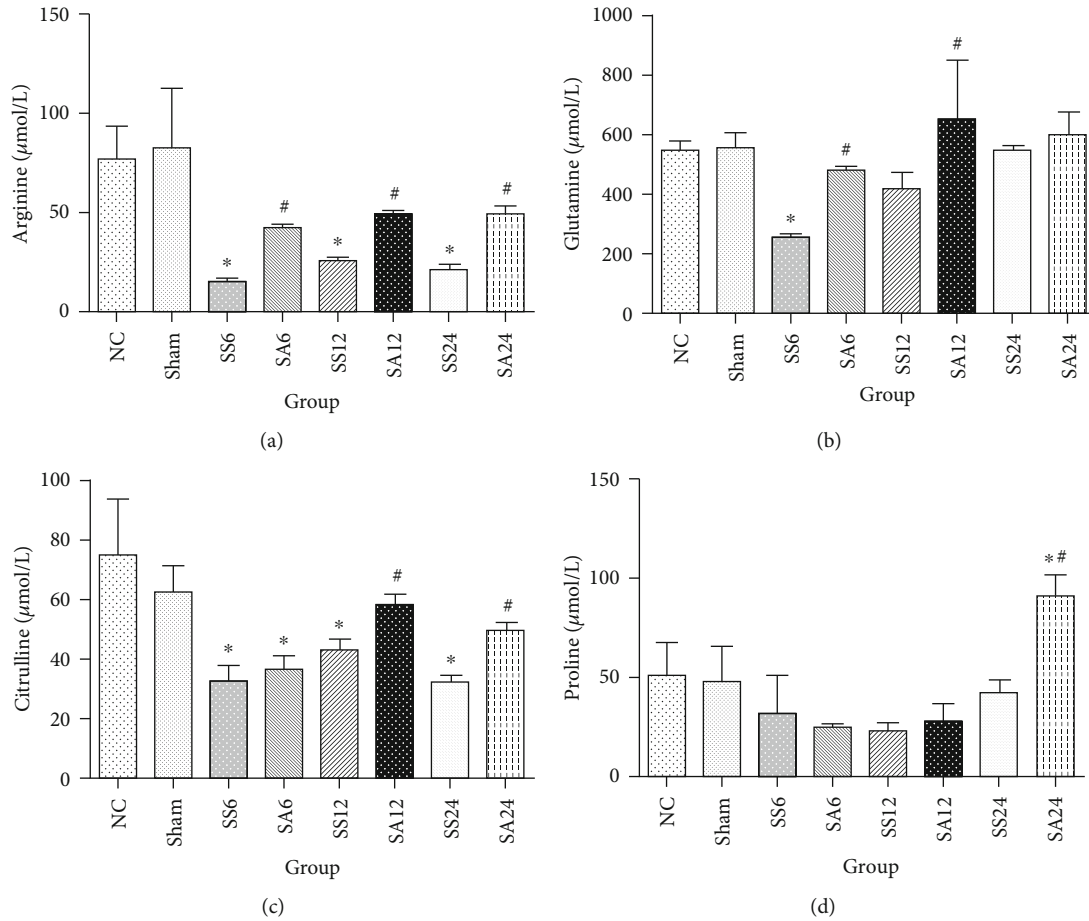 150
100
50
0
Arginine (μmol/L)
*
#
*
#
*
#
NC
Sham
SS6
SA6
SS12
SA12
SS24
SA24
Group
(a)
1000
800
600
400
200
0
Glutamine (μmol/L)
*
#
#
NC
Sham
SS6
SA6
SS12
SA12
SS24
SA24
Group
(b)
100
80
60
40
20
0
Citrulline (μmol/L)
*
*
*
#
*
#
NC
Sham
SS6
SA6
SS12
SA12
SS24
SA24
Group
(c)
150
100
50
0
Proline (μmol/L)
*#
NC
Sham
SS6
SA6
SS12
SA12
SS24
SA24
Group
(d)